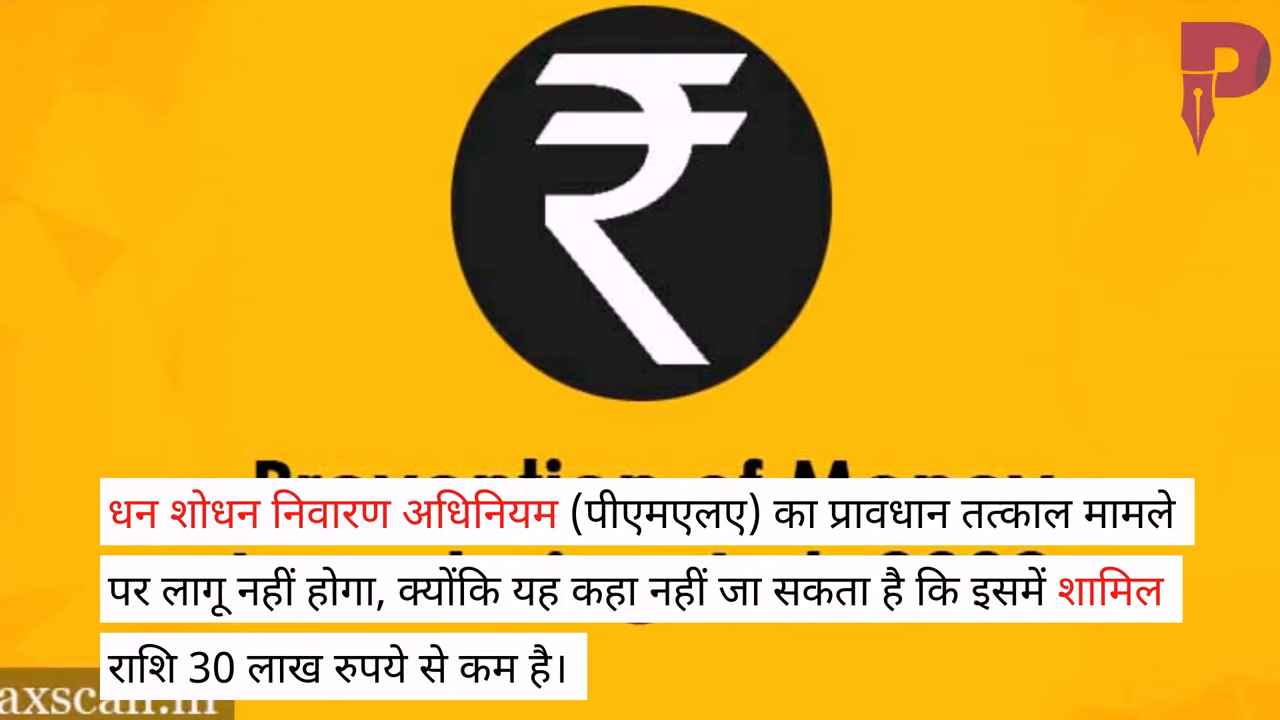 धन शोधन निवारण अधिनियम (पीएमएलए) का प्रावधान तत्काल मामले
पर लागू नहीं होगा, क्योंकि यह कहा नहीं जा सकता है कि इसमें शामिल
राशि 30 लाख रुपये से कम है।